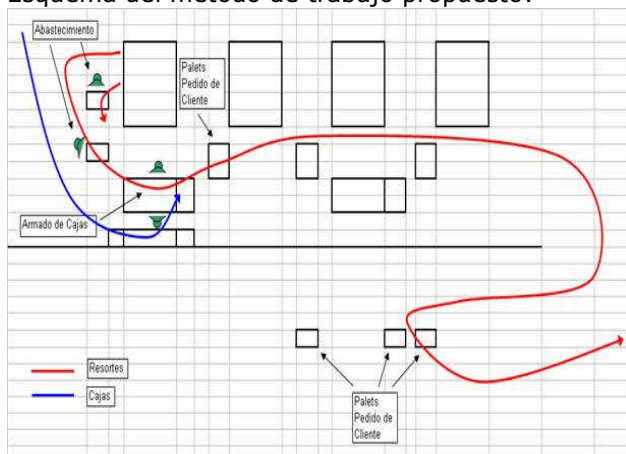 Esquema del método de trabajo propuesto:
Abastecimiento
Palets
Pedido de
Cliente
Armado de Cajas
Resortes
Cajas
Palets
Pedido de
Cliente